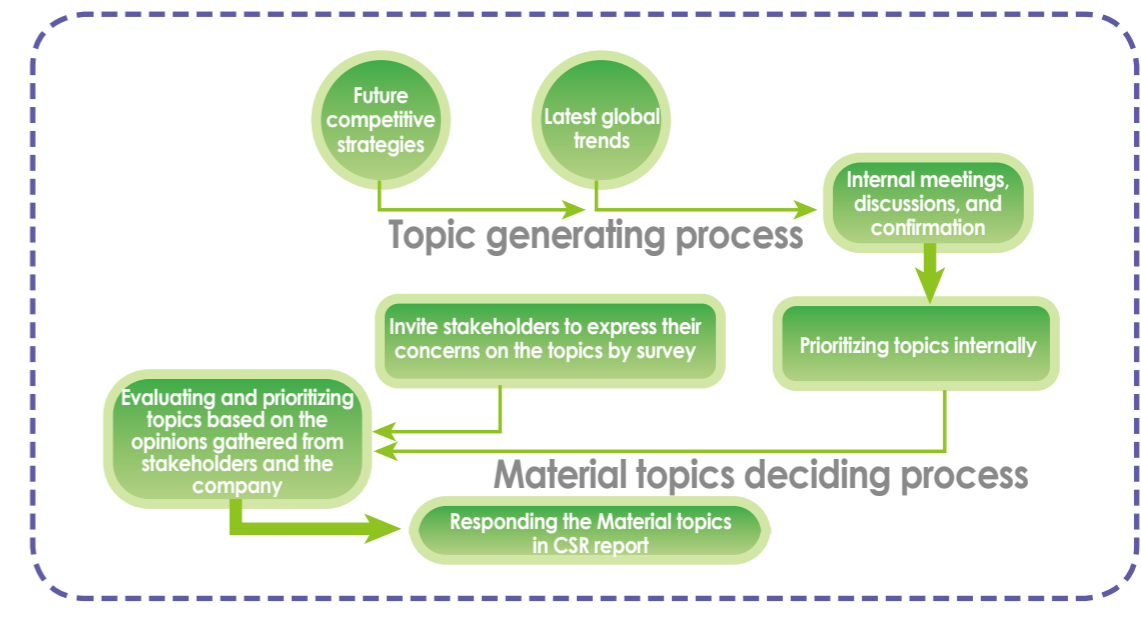 Future
competitive
strategies
Latest global
trends
Internal meetings,
discussions, and
confirmation
Topic generating process
Invite stakeholders to express their
concerns on the topics by survey
Prioritizing topics internally
Evaluating and prioritizing
topics based on the
opinions gathered from
stakeholders and the
company
Material topics deciding process
Responding the Material topics
in CSR report